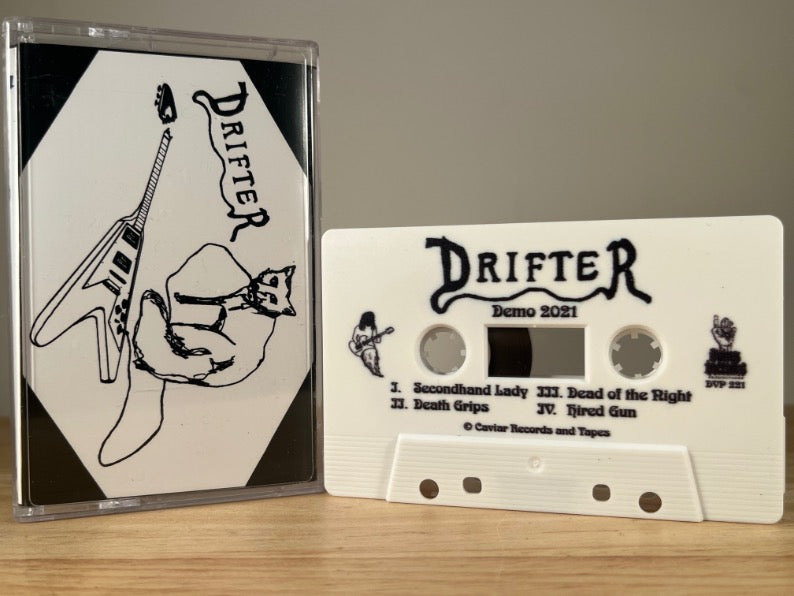 DRIFTER
DRIFTER
Demo 2021
I. Secondhand Lady
II. Death Grips
III. Dead of the Night
IV. Hired Gun
© Caviar Records and Tapes
DVP 221